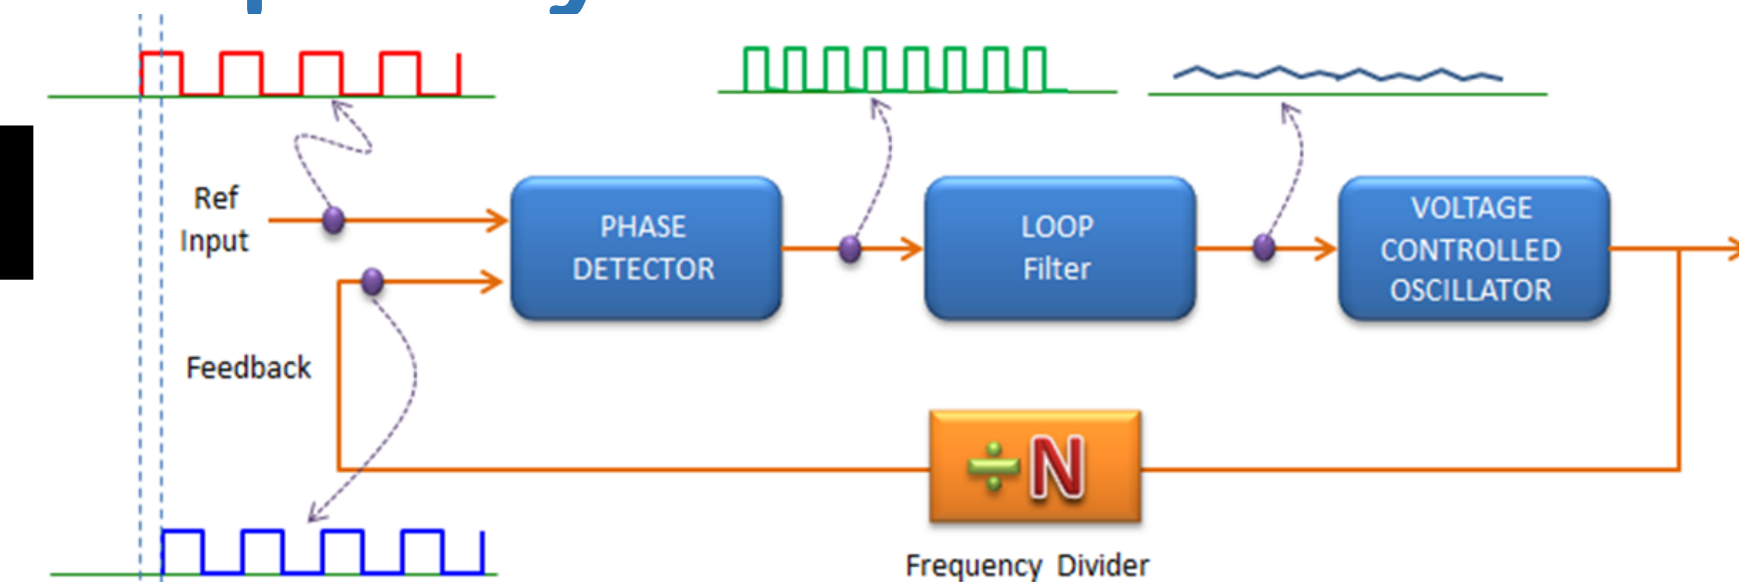 Ref
Input
PHASE
DETECTOR
LOOP
Filter
VOLTAGE
CONTROLLED
OSCILLATOR
Feedback
÷N
Frequency Divider